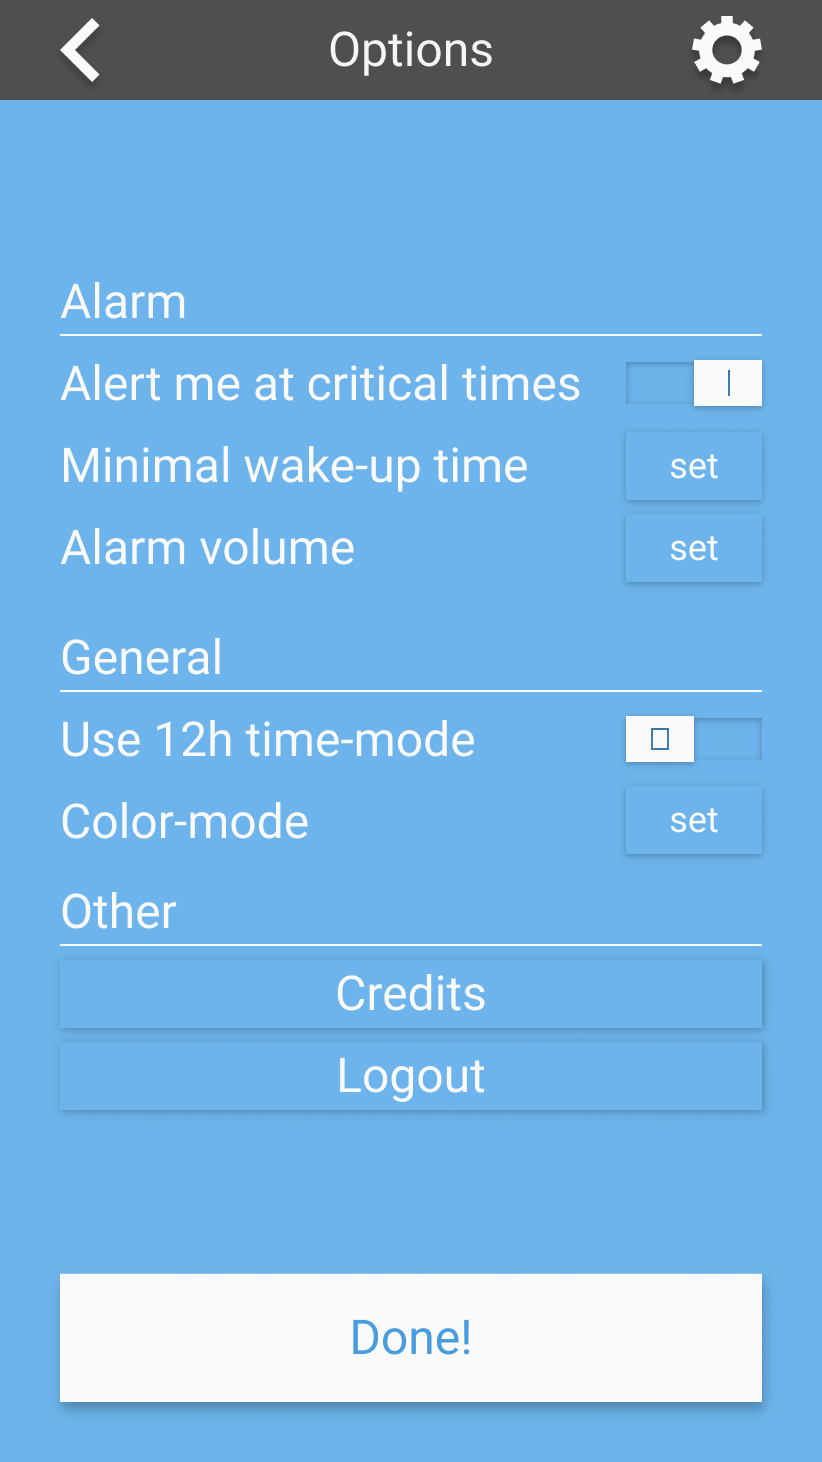 Options
Alarm
Alert me at critical times
Minimal wake-up time set
Alarm volume set
General
Use 12h time-mode
Color-mode set
Other
Credits
Logout
Done!